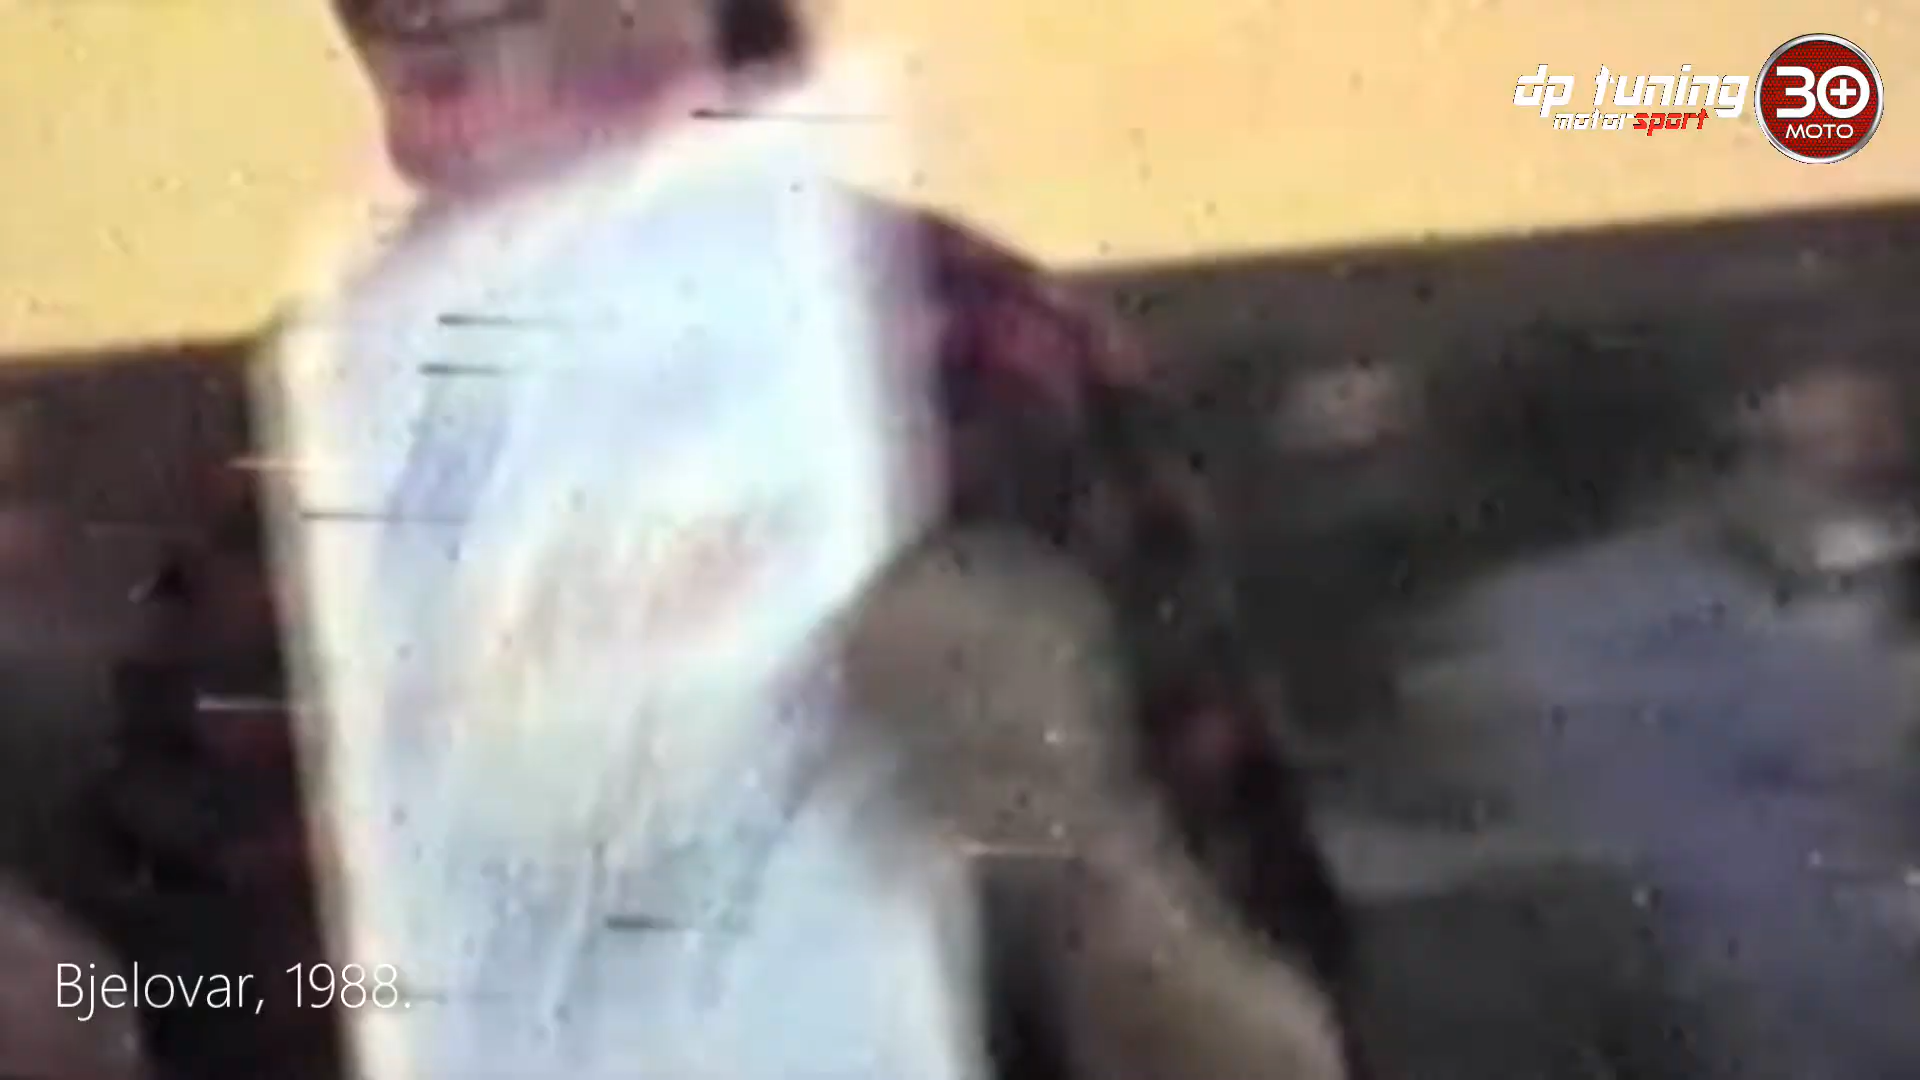 dp tuning
motorsport
30+
MOTO
Bjelovar, 1988.